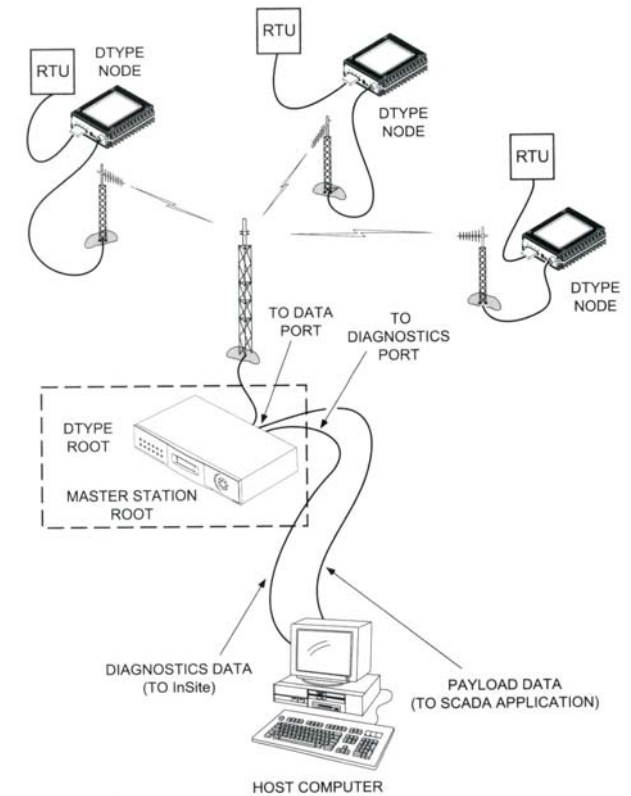 RTU
DTYPE
NODE
RTU
DTYPE
NODE
RTU
DTYPE
NODE
TO DATA
PORT
TO
DIAGNOSTICS
PORT
DTYPE
ROOT
MASTER STATION
ROOT
DIAGNOSTICS DATA
(TO InSite)
PAYLOAD DATA
(TO SCADA APPLICATION)
HOST COMPUTER